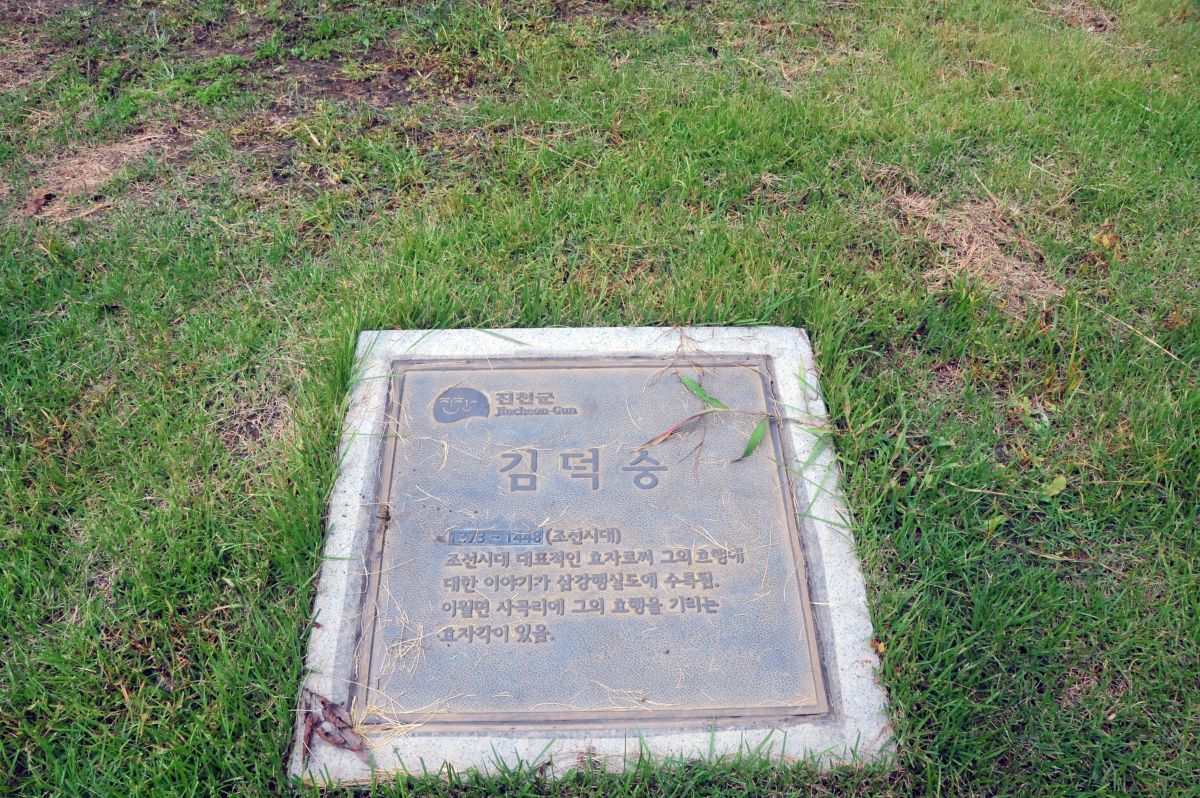 진천군
Jincheon-Gun
김덕숭
1373 ~ 1448 (조선시대)
조선시대 대표적인 효자로써 그의 효행에
대한 이야기가 삼강행실도에 수록됨.
이월면 사곡리에 그의 효행을 기리는
효자각이 있음.